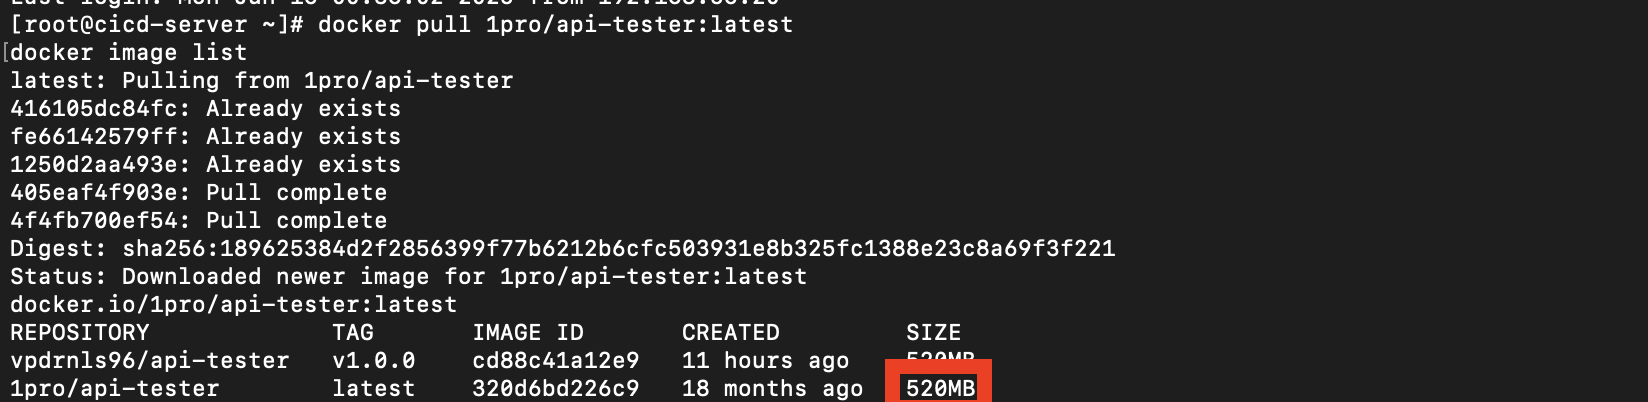 [root@cicd-server ~]# docker pull 1pro/api-tester:latest
[docker image list
latest: Pulling from 1pro/api-tester
416105dc84fc: Already exists
fe66142579ff: Already exists
1250d2aa493e: Already exists
405eaf4f903e: Pull complete
4f4fb700ef54: Pull complete
Digest: sha256:189625384d2f2856399f77b6212b6cfc503931e8b325fc1388e23c8a69f3f221
Status: Downloaded newer image for 1pro/api-tester:latest
docker.io/1pro/api-tester:latest
REPOSITORY TAG IMAGE ID CREATED SIZE
vpdrnls96/api-tester v1.0.0 cd88c41a12e9 11 hours ago 520MB
1pro/api-tester latest 320d6bd226c9 18 months ago 520MB